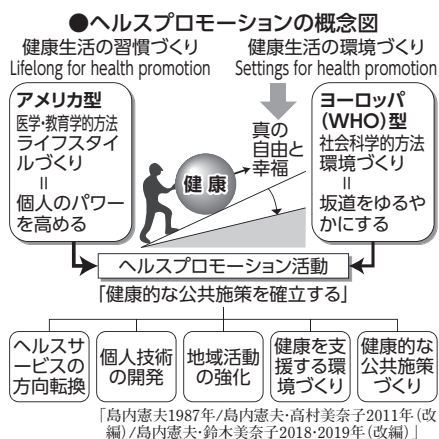 ●ヘルスプロモーションの概念図
健康生活の習慣づくり
Lifelong for health promotion
健康生活の環境づくり
Settings for health promotion
アメリカ型
医学・教育学的方法
ライフスタイ
ルづくり
=
個人のパワー
を高める
真の
自由と
幸福
健康
ヨーロッパ
(WHO)型
社会科学的方法
環境づくり
=
坂道をゆるや
かにする
ヘルスプロモーション活動
「健康的な公共施策を確立する」
ヘルスサ
ービスの
方向転換
個人技術
の開発
地域活動
の強化
健康を支
援する環
境づくり
健康的な
公共施策
づくり
「島内憲夫1987年/島内憲夫・高村美奈子2011年(改
編)/島内憲夫・鈴木美奈子2018・2019年(改編)」